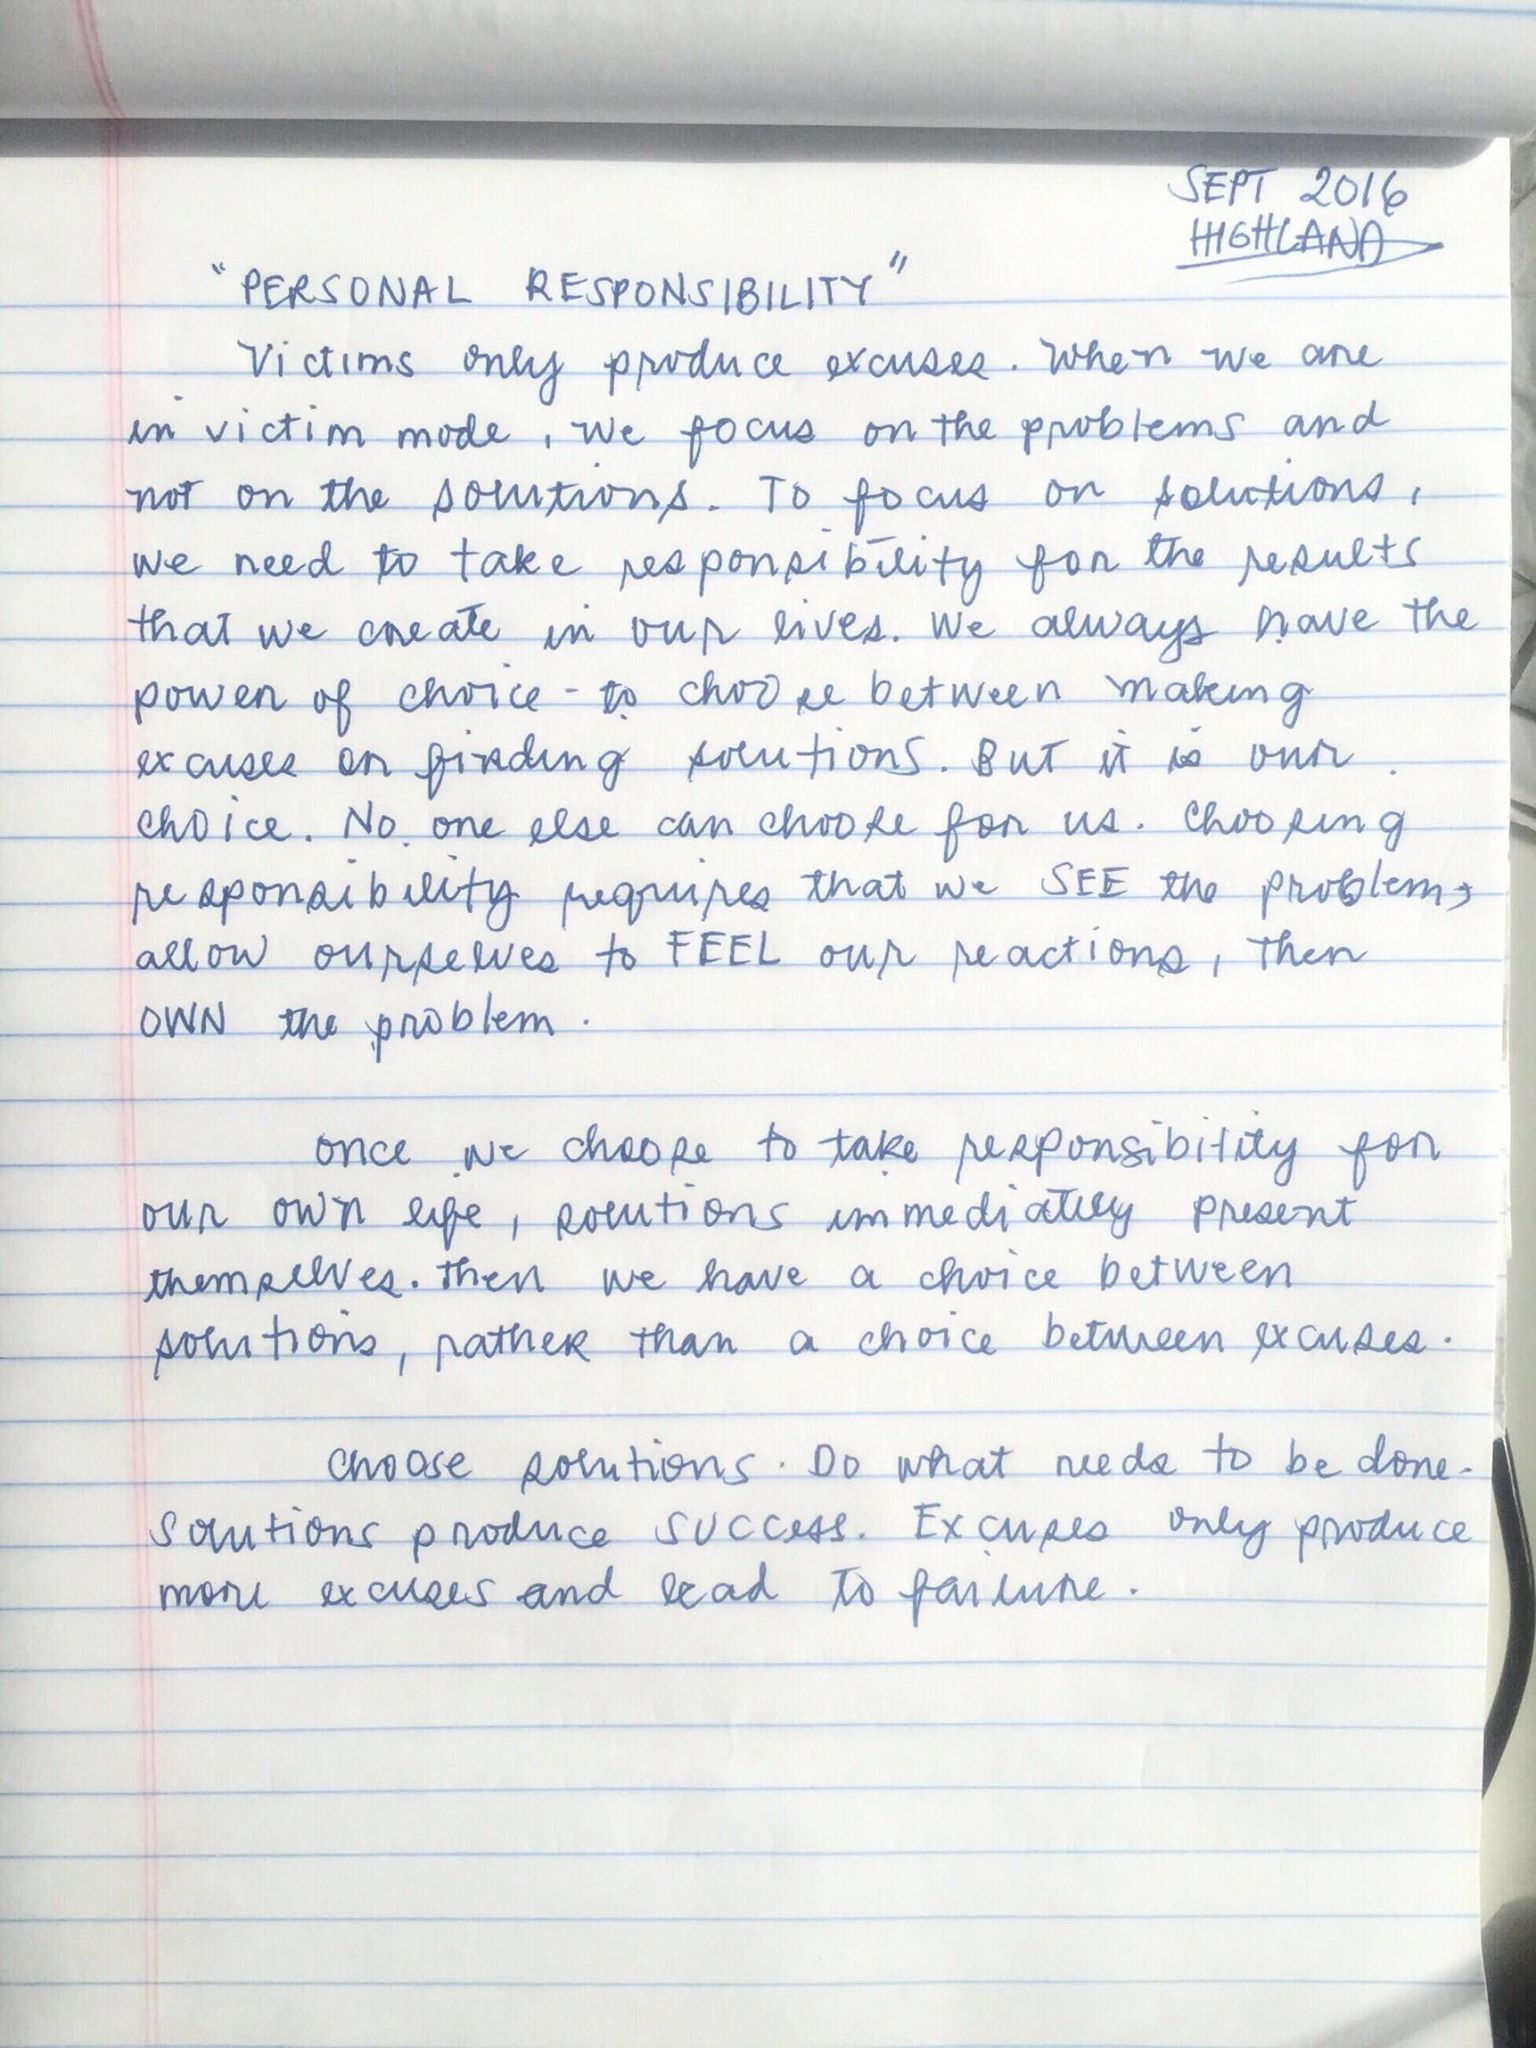 SEPT 2016
HIGHLAND
"PERSONAL RESPONSIBILITY"
Victims only produce excuses. When we are
in victim mode, we focus on the problems and
not on the solutions. To focus on solutions,
we need to take responsibility for the results
that we create in our lives. We always have the
power of choice - to choose between making
excuses or finding solutions. But it is our
choice. No one else can choose for us. Choosing
responsibility requires that we SEE the problem,
allow ourselves to FEEL our reactions, then
OWN the problem.
Once we choose to take responsibility for
our own life, solutions immediately present
themselves. Then we have a choice between
solutions, rather than a choice between excuses.
Choose solutions. Do what needs to be done.
Solutions produce success. Excuses only produce
more excuses and lead to failure.